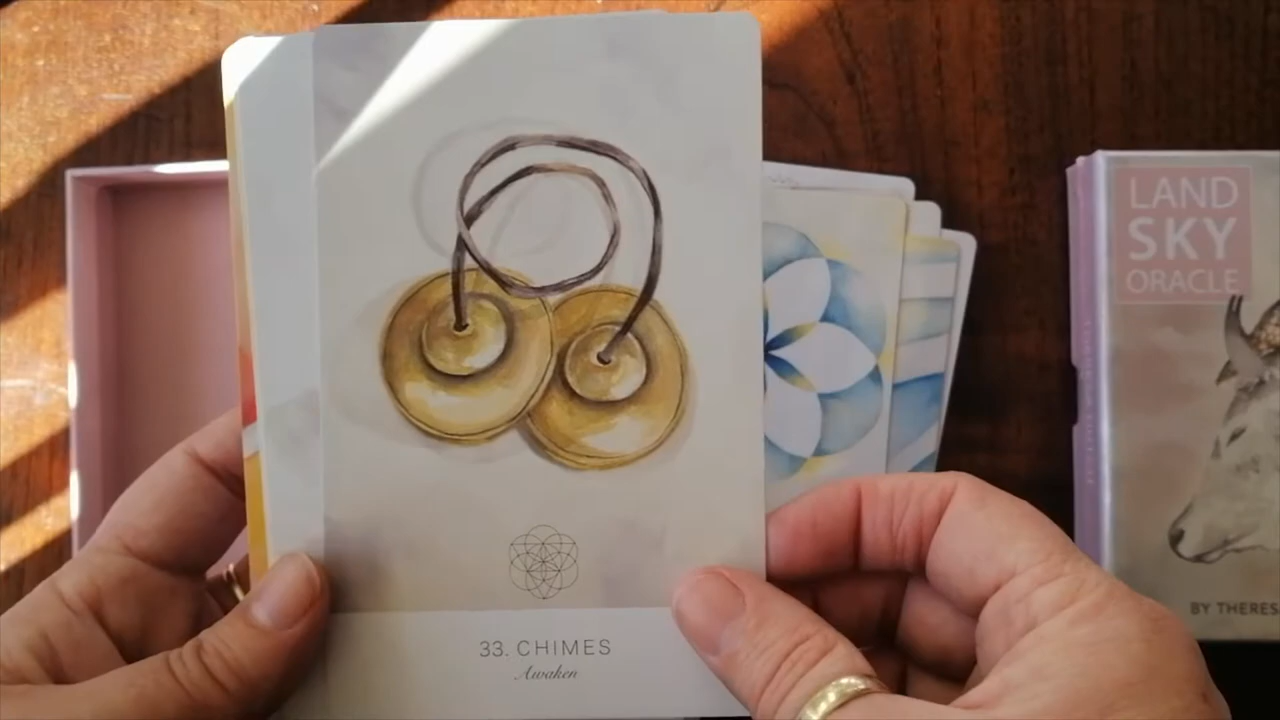 33. CHIMES
Awaken
LAND
SKY
ORACLE
BY THERES